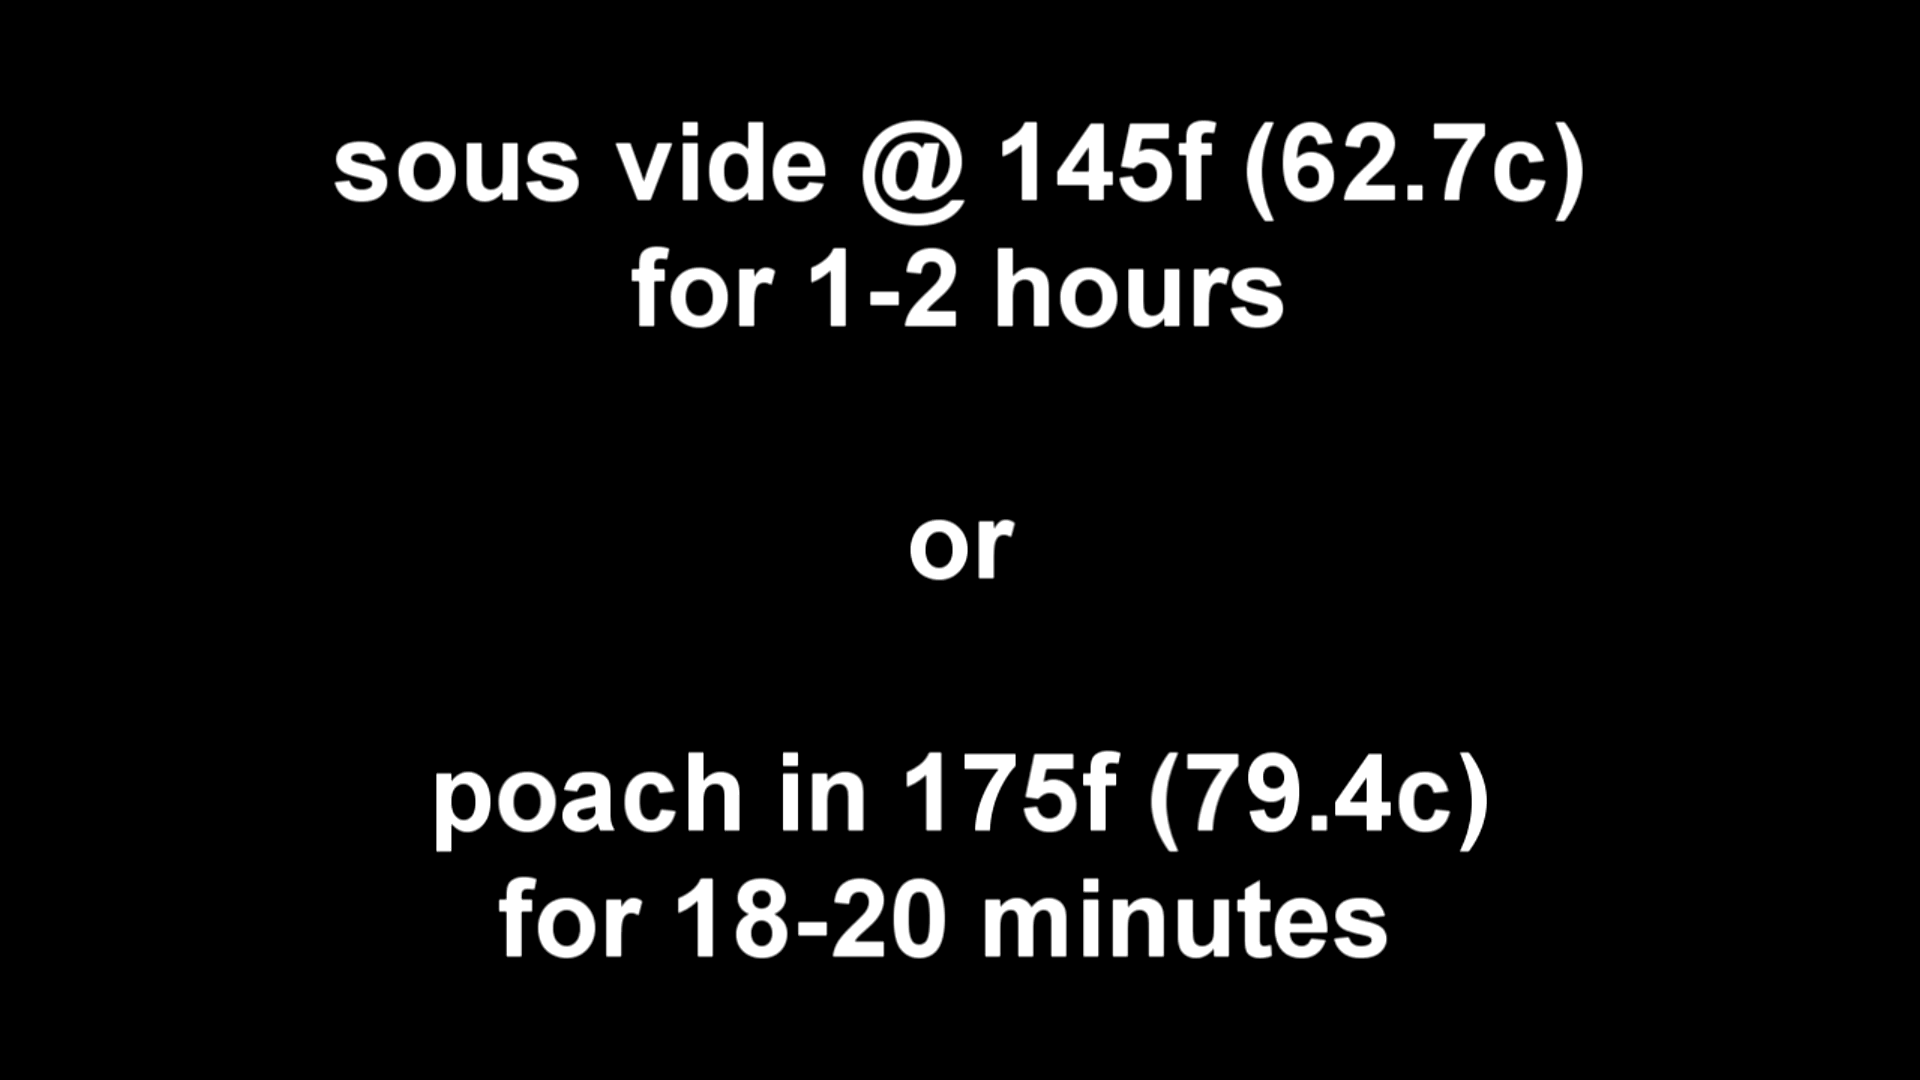 sous vide @ 145f (62.7c)
for 1-2 hours
or
poach in 175f (79.4c)
for 18-20 minutes